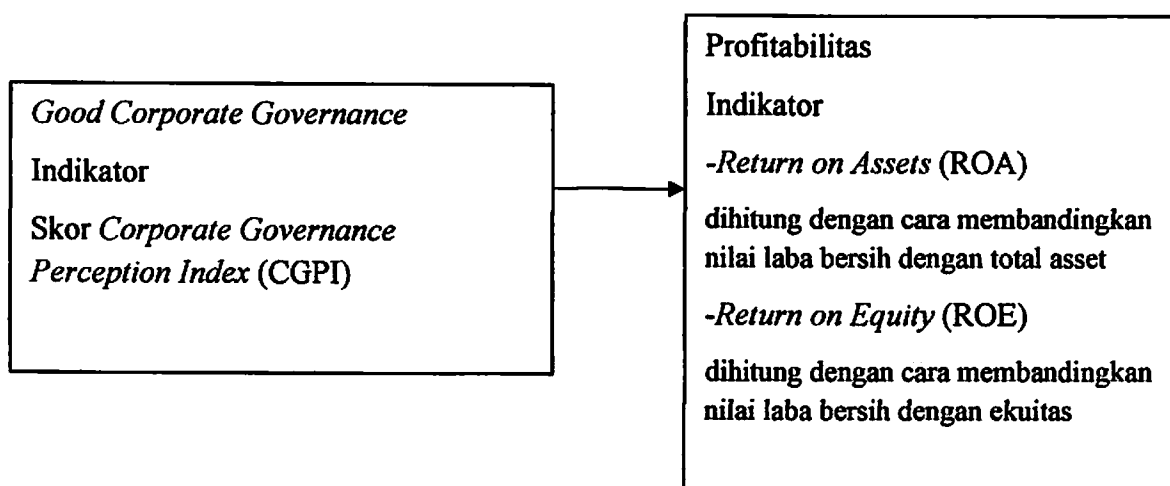 Good Corporate Governance
Indikator
Skor Corporate Governance
Perception Index (CGPI)
Profitabilitas
Indikator
-Return on Assets (ROA)
dihitung dengan cara membandingkan
nilai laba bersih dengan total asset
-Return on Equity (ROE)
dihitung dengan cara membandingkan
nilai laba bersih dengan ekuitas